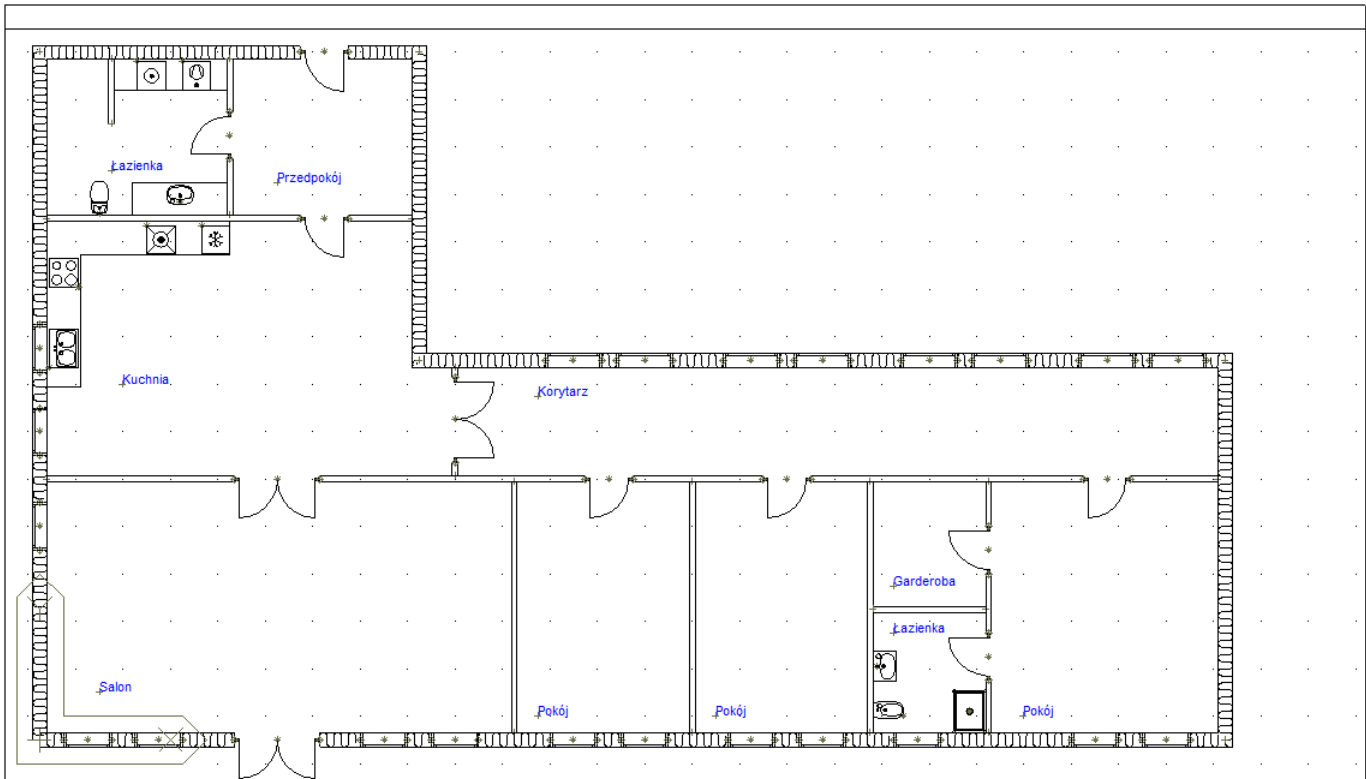 Łazienka
Przedpokój
Kuchnia
Korytarz
Garderoba
Łazienka
Salon
Pokój
Pokój
Pokój